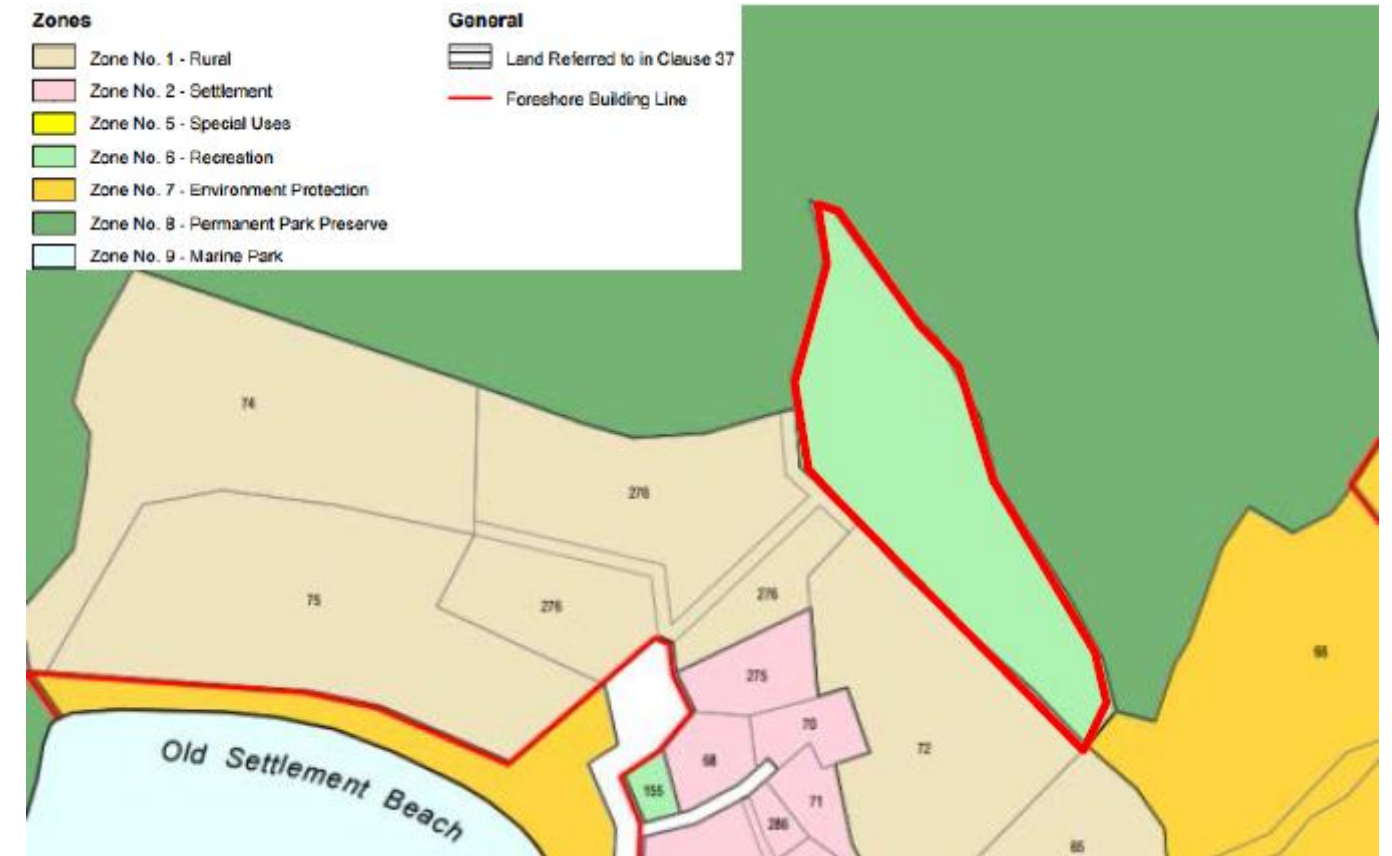 Zones
Zone No. 1 - Rural
Zone No. 2 - Settlement
Zone No. 5 - Special Uses
Zone No. 6 - Recreation
Zone No. 7 - Environment Protection
Zone No. 8 - Permanent Park Preserve
Zone No. 9 - Marine Park
General
Land Referred to in Clause 37
Foreshore Building Line
74
276
75
276
276
275
70
68
72
66
155
71
286
65
Old Settlement Beach